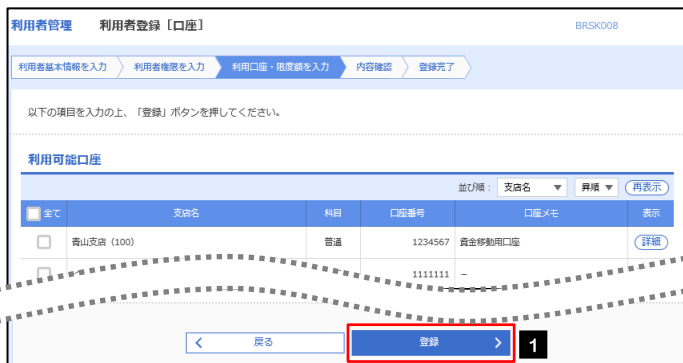 利用者管理 利用者登録［口座］ BRSK008
利用者基本情報を入力 利用者権限を入力 利用口座・限度額を入力 内容確認 登録完了
以下の項目を入力の上、「登録」ボタンを押してください。
利用可能口座
並び順： 支店名 ▼ 昇順 ▼ 再表示
全て 支店名 科目 口座番号 口座メモ 表示
青山支店（100） 普通 1234567 資金移動用口座 詳細
1111111 －
戻る 登録 1